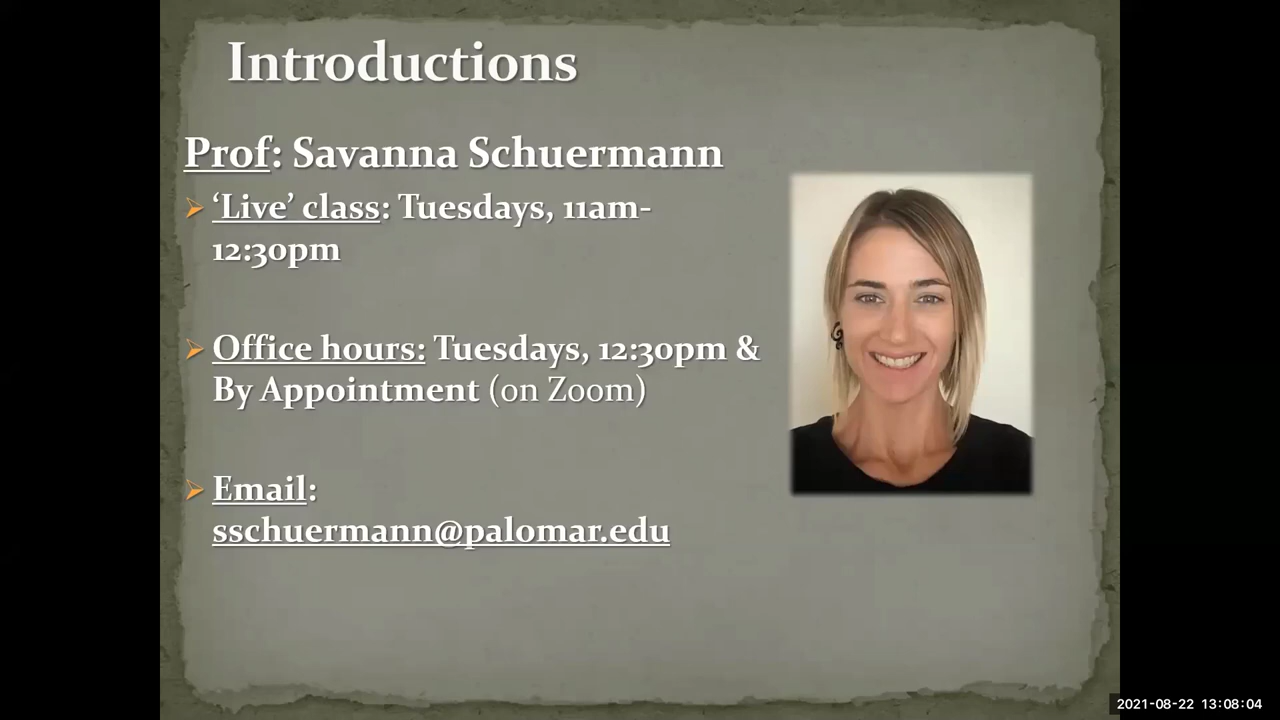 Introductions
Prof: Savanna Schuermann
‘Live’ class: Tuesdays, 11am-
12:30pm
Office hours: Tuesdays, 12:30pm &
By Appointment (on Zoom)
Email:
sschuermann@palomar.edu
2021-08-22 13:08:04